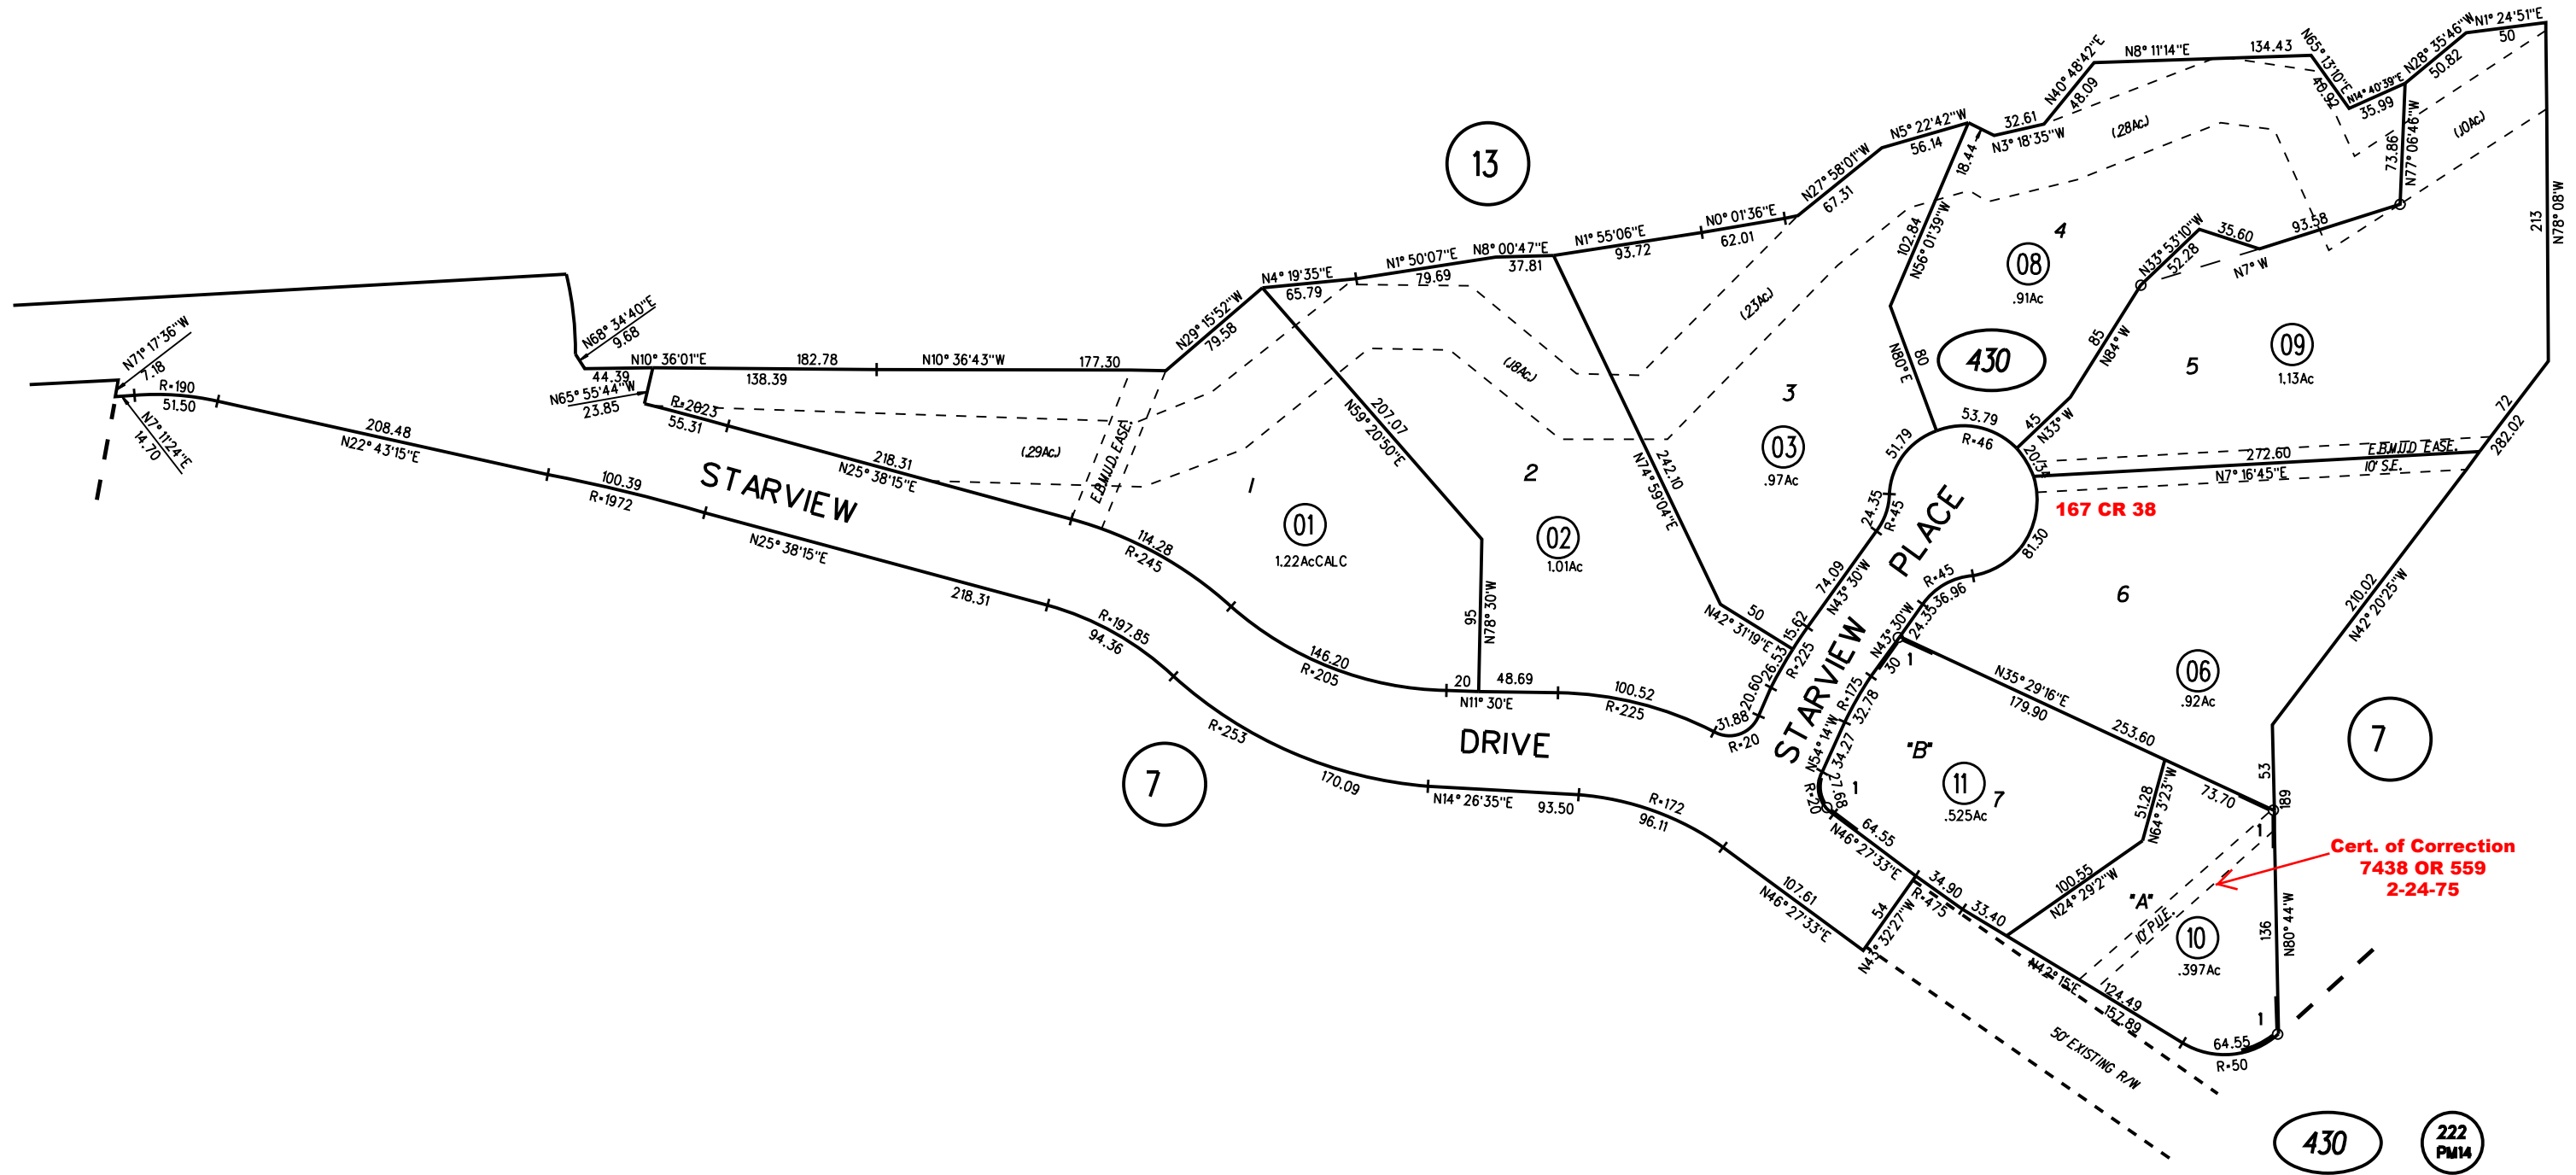 N1° 24'51"E
50
N28° 35'46"W
50.82
N65° 13'10"E
40.92
N14° 40'39"E
35.99
N8° 11'14"E
134.43
N40° 48'42"E
48.09
32.61
N3° 18'35"W
18.44
N5° 22'42"W
56.14
N27° 58'01"W
67.31
N0° 01'36"E
62.01
N1° 55'06"E
93.72
N8° 00'47"E
37.81
N1° 50'07"E
79.69
N4° 19'35"E
65.79
N29° 15'52"W
79.58
13
(.28Ac)
(.10Ac)
73.86
N77° 06'46"W
213
N78° 08'W
N71° 17'36"W
7.18
R=190
51.50
N7° 11'24"E
14.70
N68° 34'40"E
9.68
N10° 36'01"E
182.78
N10° 36'43"W
177.30
44.39
138.39
N65° 55'44"W
23.85
R=2023
55.31
208.48
N22° 43'15"E
100.39
R=1972
STARVIEW
218.31
N25° 38'15"E
N25° 38'15"E
218.31
(.29Ac)
E.B.M.U.D. EASE.
114.28
R=245
R=197.85
94.36
1
01
1.22AcCALC
207.07
N59° 20'50"E
(.18Ac)
2
02
1.01Ac
95
N78° 30'W
146.20
R=205
20
48.69
N11° 30'E
100.52
R=225
31.88
R=20
20.60
26.53
R=225
15.62
242.10
N74° 59'04"E
50
N42° 31'19"E
(.23Ac)
3
03
.97Ac
102.84
N56° 01'39"W
80
N80° E
4
08
.91Ac
430
N33° 53'10"W
52.28
35.60
93.58
N7° W
85
N84° W
5
09
1.13Ac
45
N33° W
53.79
R=46
51.79
20.34
24.35
R=45
74.09
N43° 30'W
STARVIEW PLACE
81.30
167 CR 38
272.60
N7° 16'45"E
E.B.M.U.D EASE.
10' S.E.
72
282.02
210.02
N42° 20'25"W
R=45
36.96
24.35
N43° 30'W
30
1
6
06
.92Ac
7
N35° 29'16"E
179.90
253.60
73.70
53
189
1
R=175
32.78
N54° 14'W
34.27
27.68
R=20
1
"B"
11
7
.525Ac
51.28
N64° 3'23"W
100.55
N24° 29'2"W
64.55
N46° 27'33"E
34.90
R=475
33.40
"A"
10' P.U.E.
10
.397Ac
136
N80° 44'W
Cert. of Correction
7438 OR 559
2-24-75
N42° 15'E
124.49
157.89
1
64.55
R=50
50' EXISTING R/W
54
N43° 32'27"W
107.61
N46° 27'33"E
R=172
96.11
N14° 26'35"E
93.50
DRIVE
R=253
170.09
7
430
222
PM14